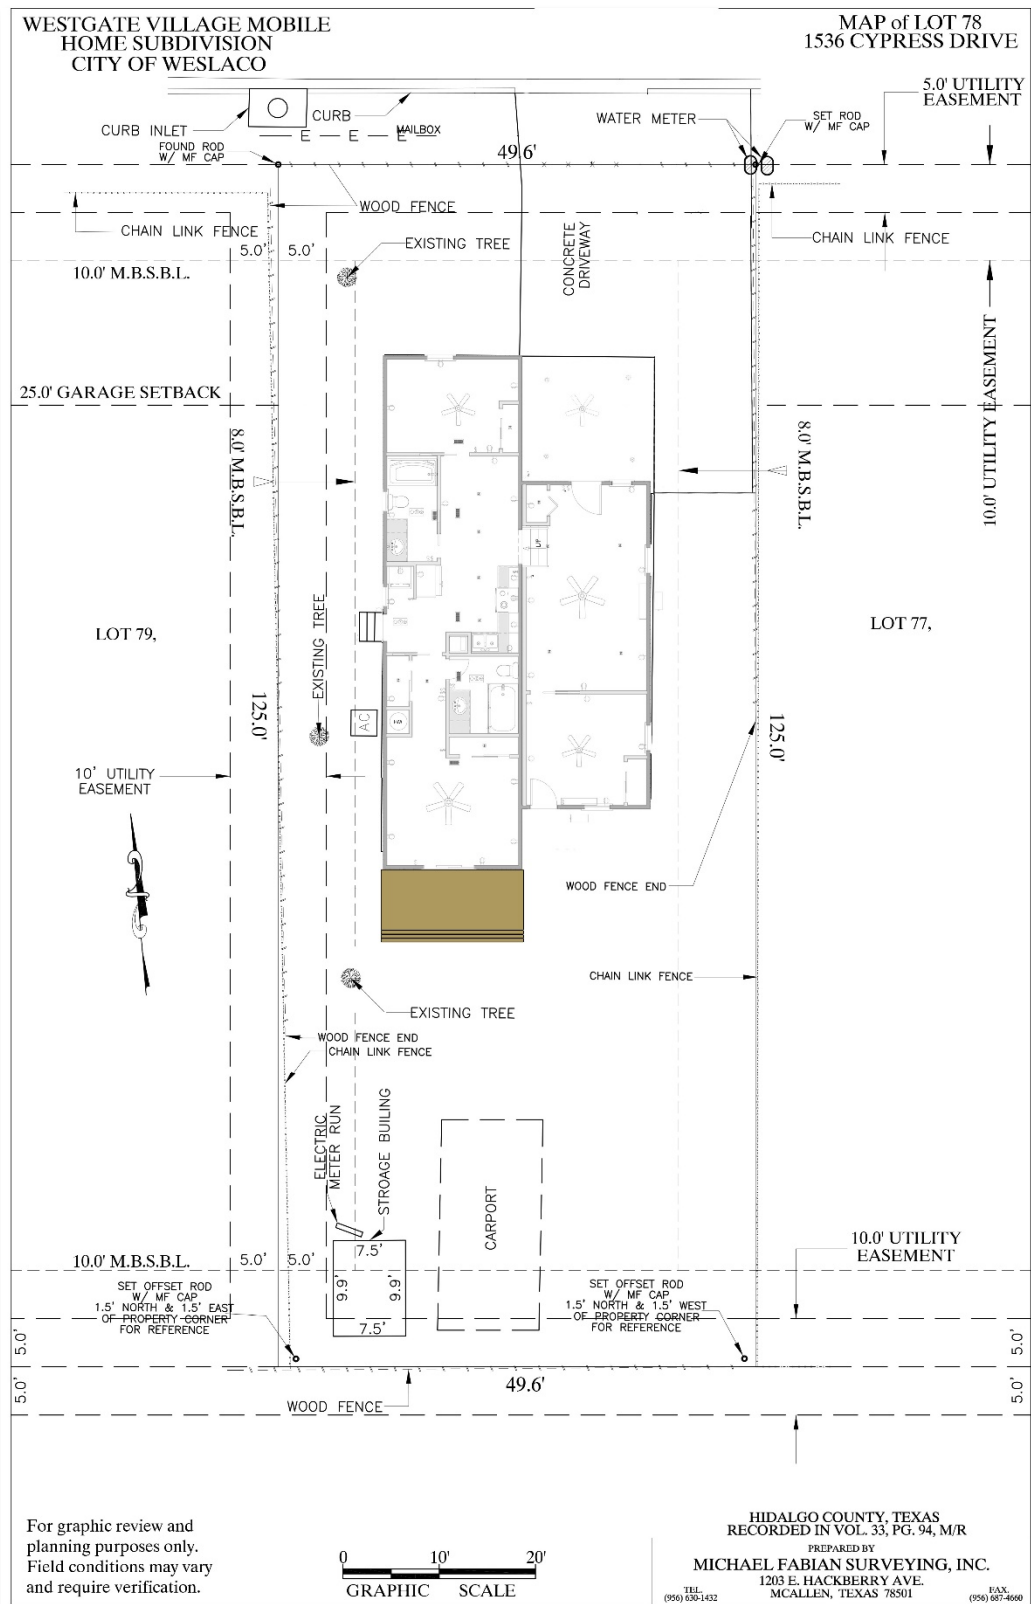 WESTGATE VILLAGE MOBILE
HOME SUBDIVISION
CITY OF WESLACO
MAP of LOT 78
1536 CYPRESS DRIVE
5.0' UTILITY
EASEMENT
CURB INLET
CURB
E E E E
MAILBOX
WATER METER
SET ROD
W/ MF CAP
FOUND ROD
W/ MF CAP
49.6'
WOOD FENCE
CHAIN LINK FENCE
CHAIN LINK FENCE
5.0' 5.0'
EXISTING TREE
CONCRETE
DRIVEWAY
10.0' M.B.S.B.L.
10.0' UTILITY EASEMENT
25.0' GARAGE SETBACK
8.0' M.B.S.B.L.
8.0' M.B.S.B.L.
UP
LOT 79,
LOT 77,
EXISTING TREE
125.0'
AC
125.0'
10' UTILITY
EASEMENT
WOOD FENCE END
CHAIN LINK FENCE
EXISTING TREE
WOOD FENCE END
CHAIN LINK FENCE
ELECTRIC
METER RUN
STROAGE BUILING
CARPORT
10.0' M.B.S.B.L.
5.0' 5.0'
7.5'
9.9'
9.9'
7.5'
10.0' UTILITY
EASEMENT
SET OFFSET ROD
W/ MF CAP
1.5' NORTH & 1.5' EAST
OF PROPERTY CORNER
FOR REFERENCE
SET OFFSET ROD
W/ MF CAP
1.5' NORTH & 1.5' WEST
OF PROPERTY CORNER
FOR REFERENCE
5.0'
5.0'
5.0'
5.0'
49.6'
WOOD FENCE
For graphic review and
planning purposes only.
Field conditions may vary
and require verification.
0 10' 20'
GRAPHIC SCALE
HIDALGO COUNTY, TEXAS
RECORDED IN VOL. 33, PG. 94, M/R
PREPARED BY
MICHAEL FABIAN SURVEYING, INC.
1203 E. HACKBERRY AVE.
MCALLEN, TEXAS 78501
TEL.
(956) 630-1432
FAX.
(956) 687-4660